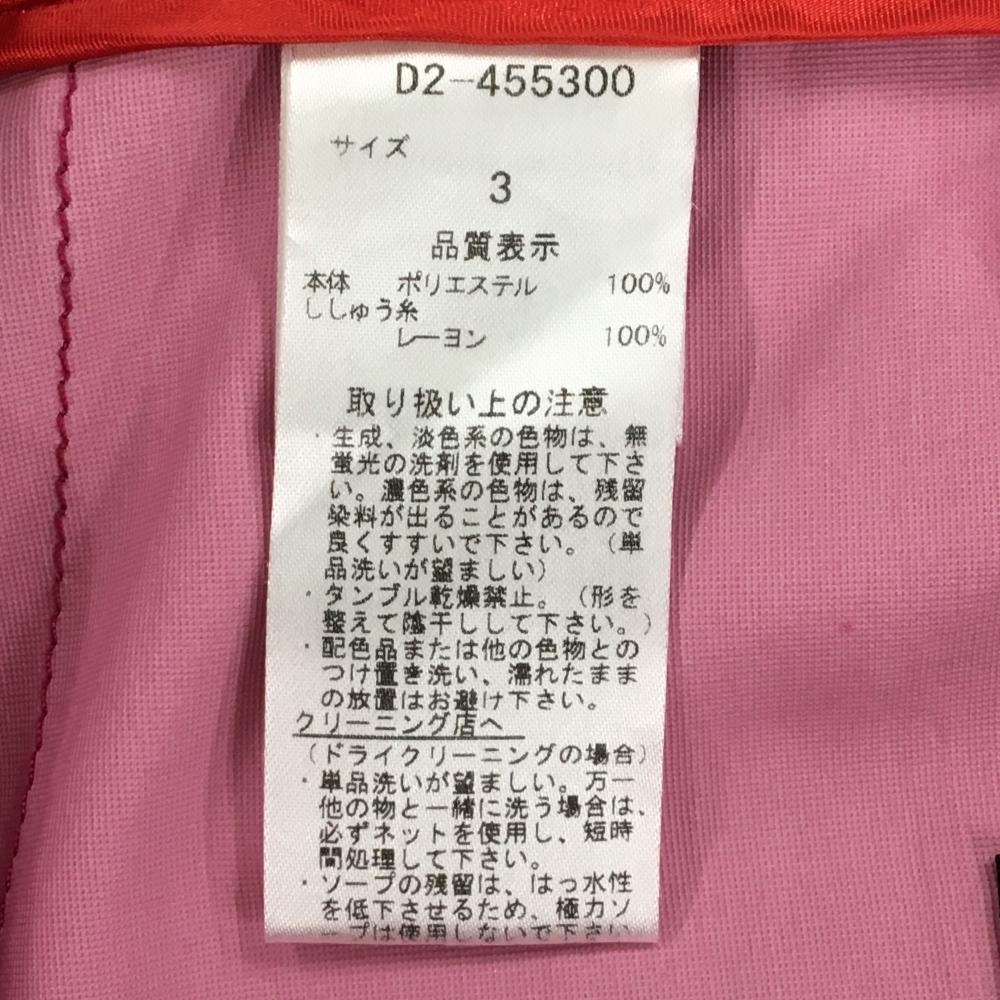 D2-455300
サイズ
3
品質表示
本体 ポリエステル 100%
ししゅう糸
レーヨン 100%
取り扱い上の注意
・生成、淡色系の色物は、無
蛍光の洗剤を使用して下さ
い。濃色系の色物は、残留
染料が出ることがあるので
良くすすいで下さい。（単
品洗いが望ましい）
・タンブル乾燥禁止。（形を
整えて陰干しして下さい。）
・配色品または他の色物との
つけ置き洗い、濡れたまま
の放置はお避け下さい。
クリーニング店へ
（ドライクリーニングの場合）
・単品洗いが望ましい。万一
他の物と一緒に洗う場合は、
必ずネットを使用し、短時
間処理して下さい。
・ソープの残留は、はっ水性
を低下させるため、極力ソ
ープは使用しないで下さい